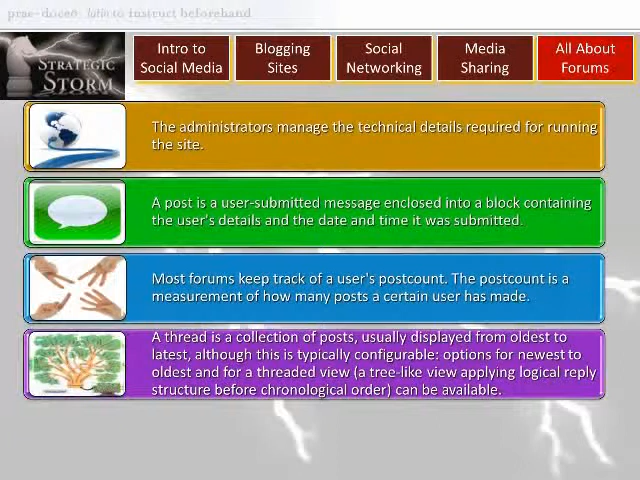 prae-doceō: latin to instruct beforehand
STRATEGIC
STORM
Intro to
Social Media
Blogging
Sites
Social
Networking
Media
Sharing
All About
Forums
The administrators manage the technical details required for running
the site.
A post is a user-submitted message enclosed into a block containing
the user's details and the date and time it was submitted.
Most forums keep track of a user's postcount. The postcount is a
measurement of how many posts a certain user has made.
A thread is a collection of posts, usually displayed from oldest to
latest, although this is typically configurable: options for newest to
oldest and for a threaded view (a tree-like view applying logical reply
structure before chronological order) can be available.